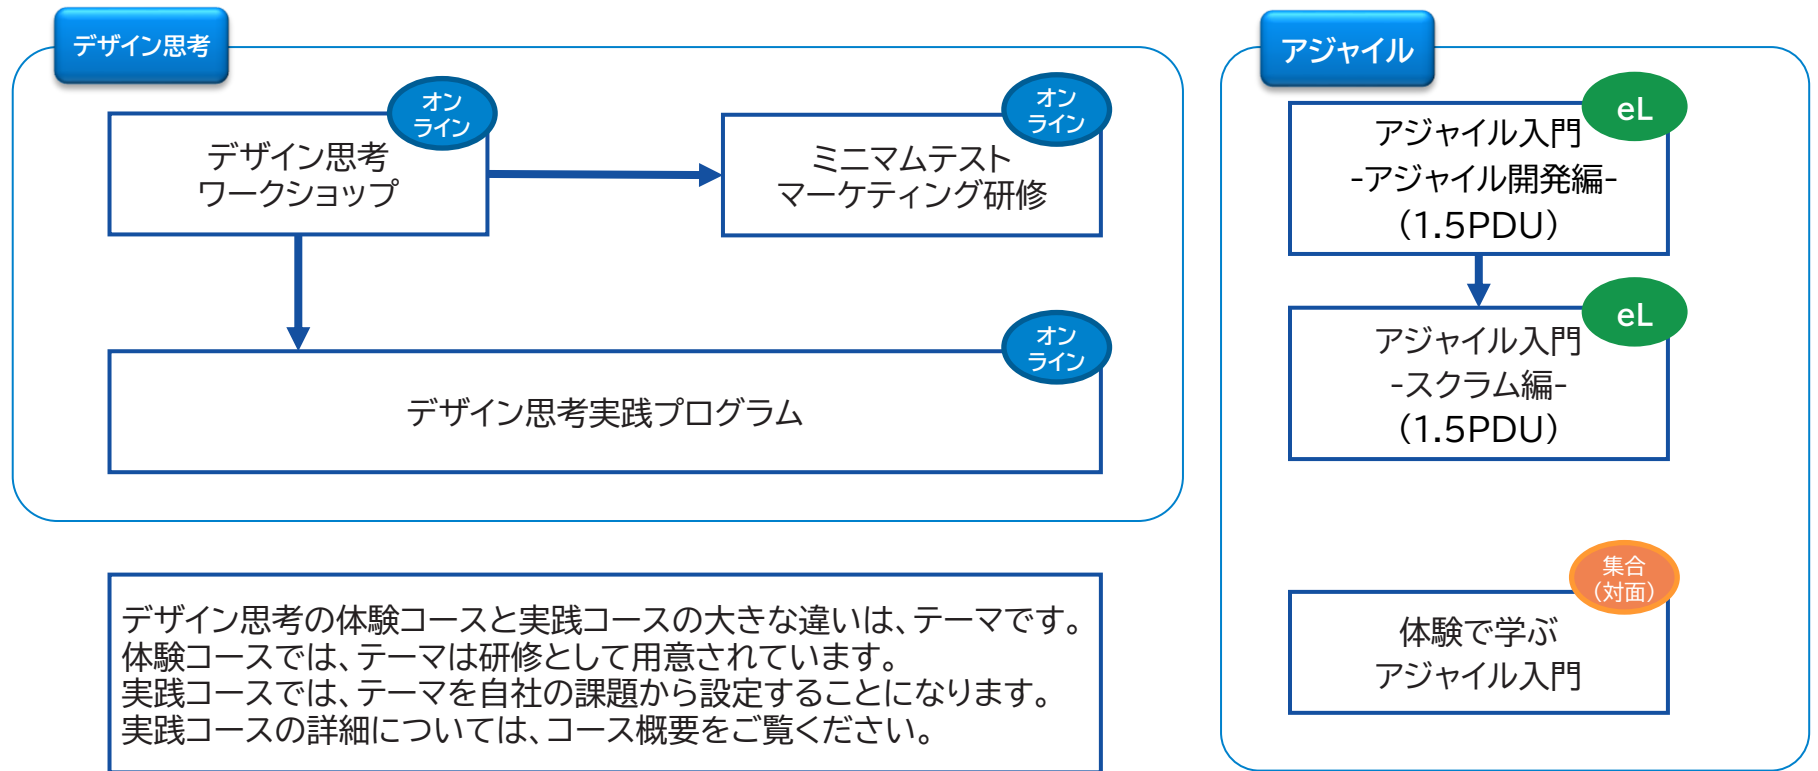 デザイン思考
オン
ライン
デザイン思考
ワークショップ
オン
ライン
ミニマムテスト
マーケティング研修
オン
ライン
デザイン思考実践プログラム
デザイン思考の体験コースと実践コースの大きな違いは、テーマです。
体験コースでは、テーマは研修として用意されています。
実践コースでは、テーマを自社の課題から設定することになります。
実践コースの詳細については、コース概要をご覧ください。
アジャイル
eL
アジャイル入門
-アジャイル開発編-
(1.5PDU)
eL
アジャイル入門
-スクラム編-
(1.5PDU)
集合
(対面)
体験で学ぶ
アジャイル入門